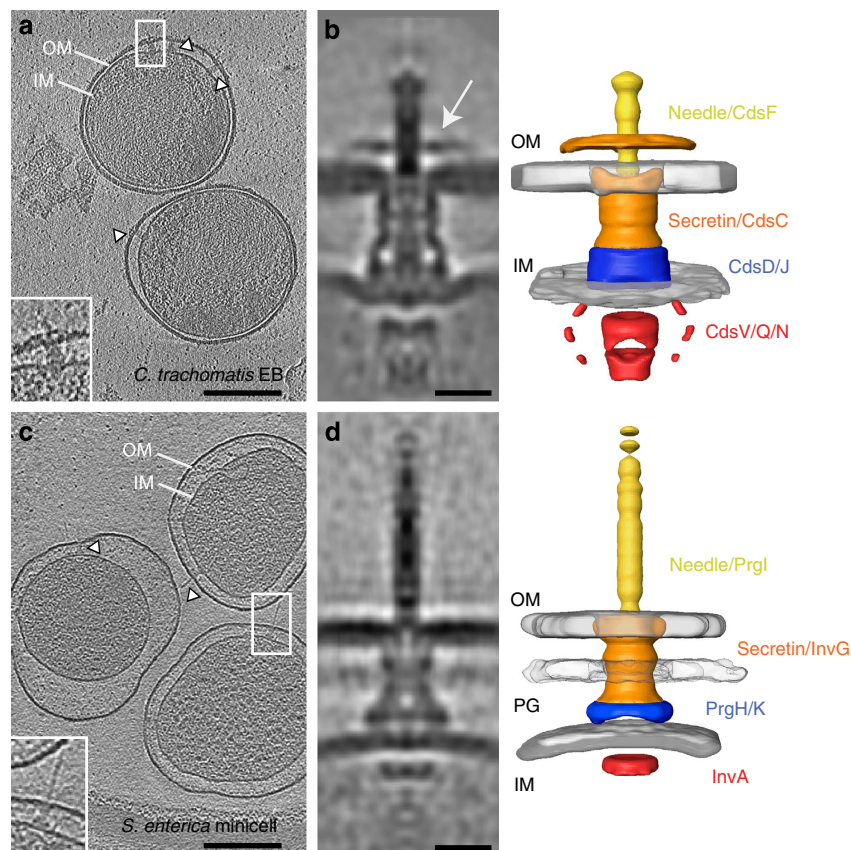 a
OM
IM
C. trachomatis EB
b
Needle/CdsF
OM
Secretin/CdsC
IM
CdsD/J
CdsV/Q/N
c
OM
IM
S. enterica minicell
d
Needle/PrgI
OM
Secretin/InvG
PG
PrgH/K
IM
InvA